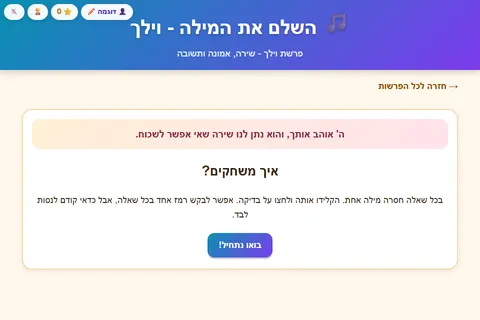 דוגמה
0
השלם את המילה - וילך
פרשת וילך - שירה, אמונה ותשובה
→ חזרה לכל הפרשות
ה' אוהב אותך, והוא נתן לנו שירה שאי אפשר לשכוח.
איך משחקים?
בכל שאלה חסרה מילה אחת. הקלידו אותה ולחצו על בדיקה. אפשר לבקש רמז אחד בכל שאלה, אבל כדאי קודם לנסות
לבד.
בואו נתחיל!